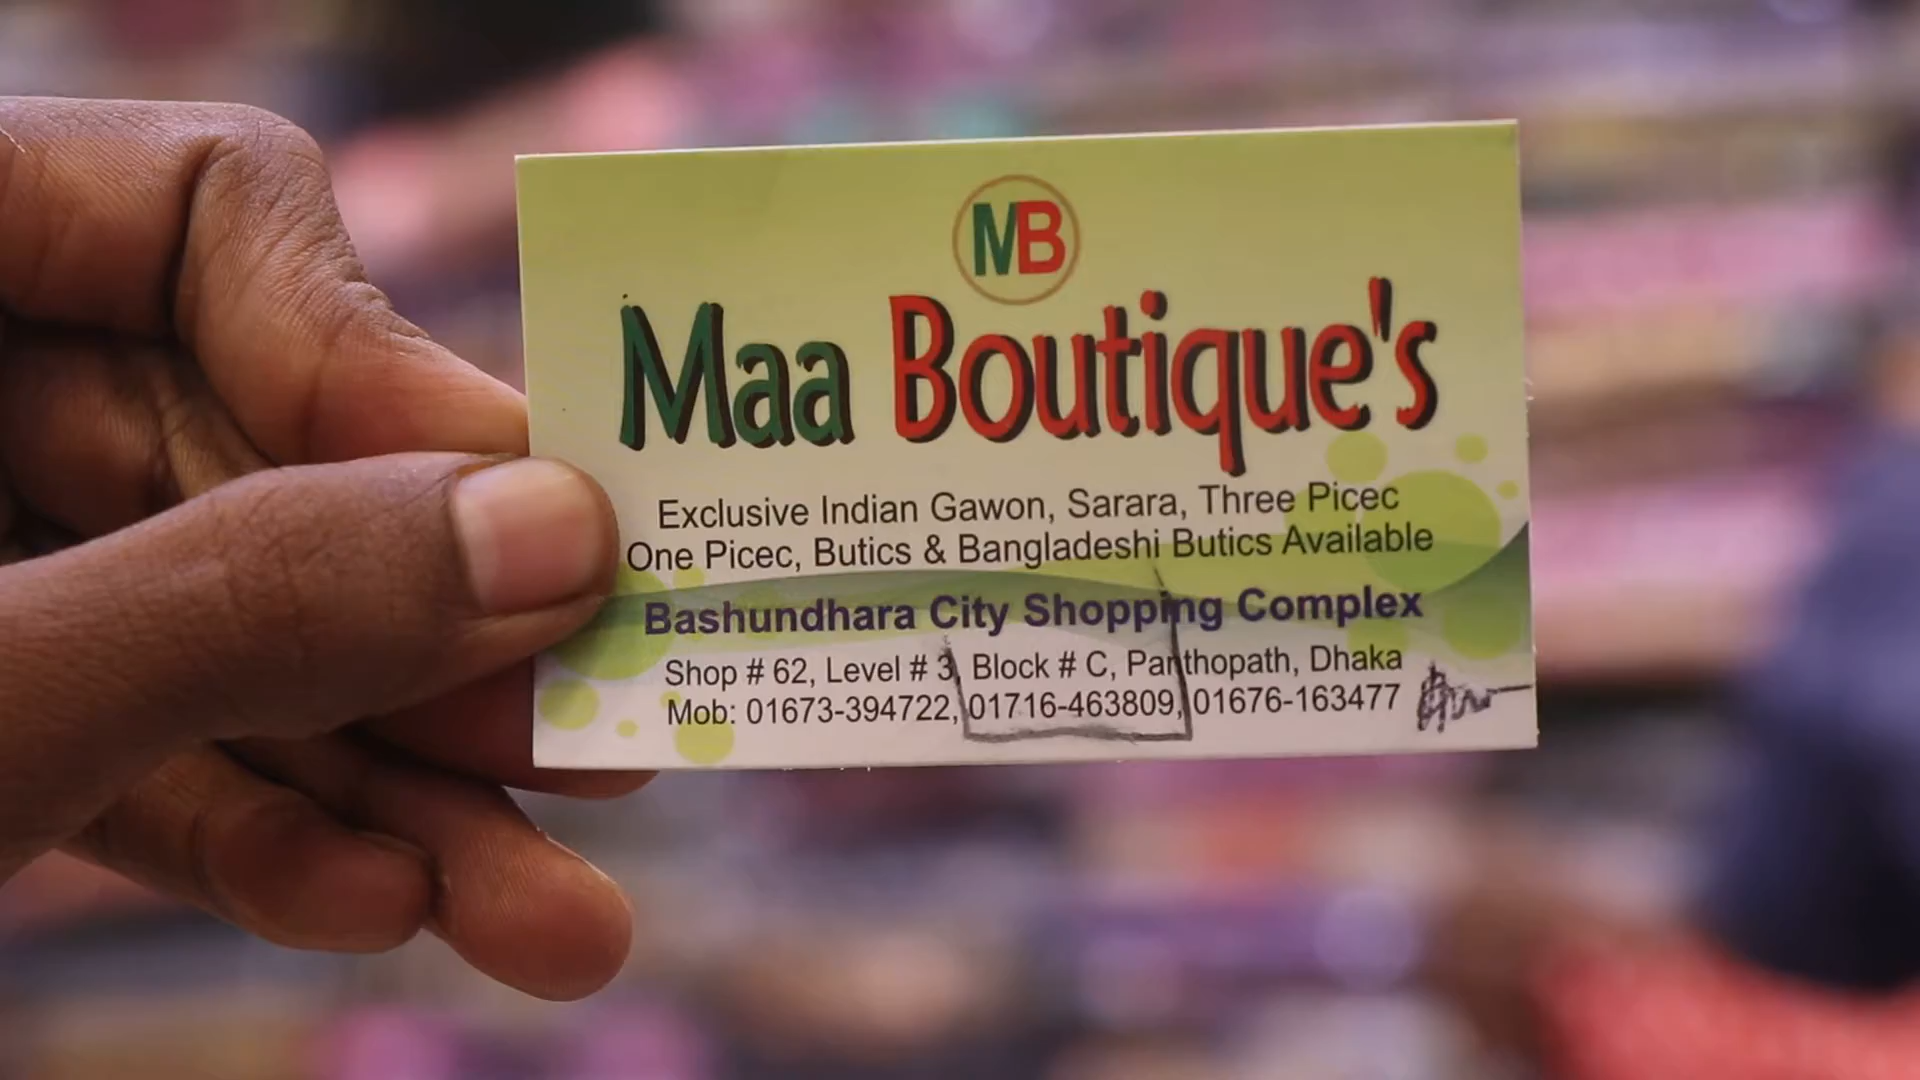 MB
Maa Boutique's
Exclusive Indian Gawon, Sarara, Three Picec
One Picec, Butics & Bangladeshi Butics Available
Bashundhara City Shopping Complex
Shop # 62, Level # 3, Block # C, Panthopath, Dhaka
Mob: 01673-394722, 01716-463809, 01676-163477